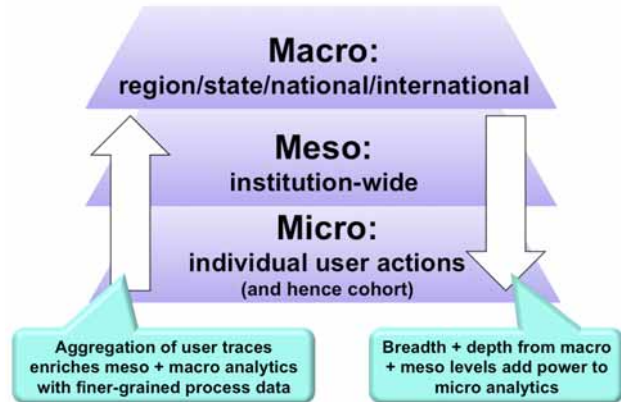 Macro:
region/state/national/international
Meso:
institution-wide
Micro:
individual user actions
(and hence cohort)
Aggregation of user traces
enriches meso + macro analytics
with finer-grained process data
Breadth + depth from macro
+ meso levels add power to
micro analytics